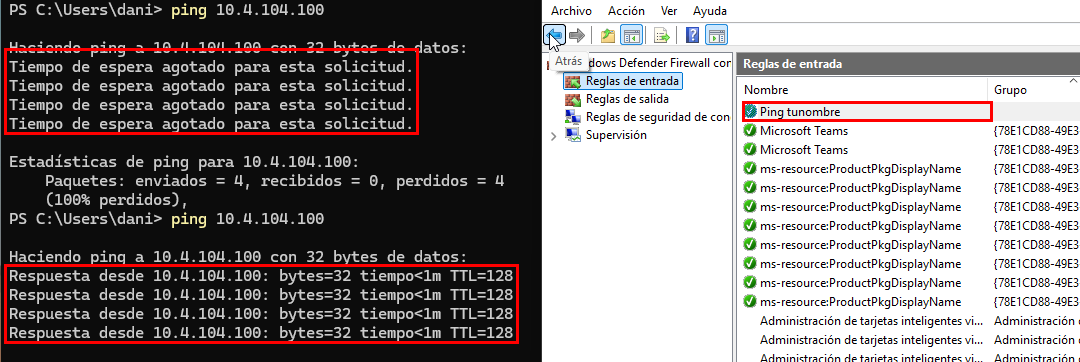 PS C:\Users\dani> ping 10.4.104.100
Haciendo ping a 10.4.104.100 con 32 bytes de datos:
Tiempo de espera agotado para esta solicitud.
Tiempo de espera agotado para esta solicitud.
Tiempo de espera agotado para esta solicitud.
Tiempo de espera agotado para esta solicitud.
Estadísticas de ping para 10.4.104.100:
Paquetes: enviados = 4, recibidos = 0, perdidos = 4
(100% perdidos),
PS C:\Users\dani> ping 10.4.104.100
Haciendo ping a 10.4.104.100 con 32 bytes de datos:
Respuesta desde 10.4.104.100: bytes=32 tiempo<1m TTL=128
Respuesta desde 10.4.104.100: bytes=32 tiempo<1m TTL=128
Respuesta desde 10.4.104.100: bytes=32 tiempo<1m TTL=128
Respuesta desde 10.4.104.100: bytes=32 tiempo<1m TTL=128
Archivo Acción Ver Ayuda
Atrás
dows Defender Firewall con
Reglas de entrada
Reglas de salida
Reglas de seguridad de con
Supervisión
Reglas de entrada
Nombre Grupo
Ping tunombre
Microsoft Teams {78E1CD88-49E3
Microsoft Teams {78E1CD88-49E3
ms-resource:ProductPkgDisplayName {78E1CD88-49E3
ms-resource:ProductPkgDisplayName {78E1CD88-49E3
ms-resource:ProductPkgDisplayName {78E1CD88-49E3
ms-resource:ProductPkgDisplayName {78E1CD88-49E3
ms-resource:ProductPkgDisplayName {78E1CD88-49E3
ms-resource:ProductPkgDisplayName {78E1CD88-49E3
ms-resource:ProductPkgDisplayName {78E1CD88-49E3
ms-resource:ProductPkgDisplayName {78E1CD88-49E3
Administración de tarjetas inteligentes vi... Administración d
Administración de tarjetas inteligentes vi... Administración d
Administración de tarjetas inteligentes vi... Administración d